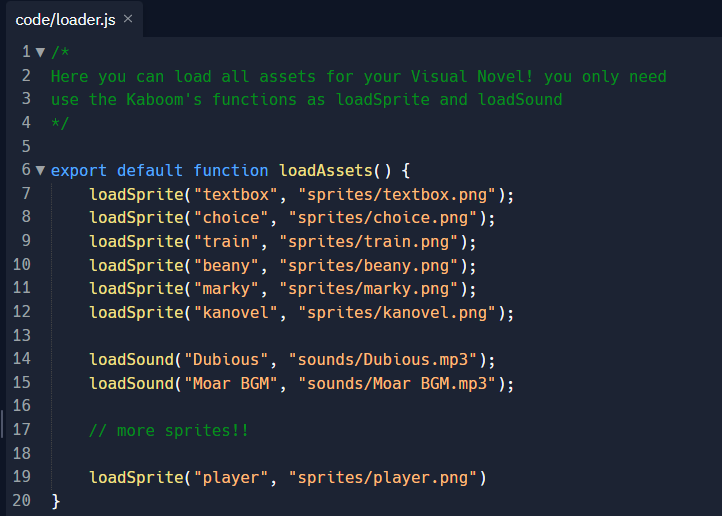 code/loader.js ×
1 /*
2 Here you can load all assets for your Visual Novel! you only need
3 use the Kaboom's functions as loadSprite and loadSound
4 */
5
6 export default function loadAssets() {
7     loadSprite("textbox", "sprites/textbox.png");
8     loadSprite("choice", "sprites/choice.png");
9     loadSprite("train", "sprites/train.png");
10     loadSprite("beany", "sprites/beany.png");
11     loadSprite("marky", "sprites/marky.png");
12     loadSprite("kanovel", "sprites/kanovel.png");
13
14     loadSound("Dubious", "sounds/Dubious.mp3");
15     loadSound("Moar BGM", "sounds/Moar BGM.mp3");
16
17     // more sprites!!
18
19     loadSprite("player", "sprites/player.png")
20 }